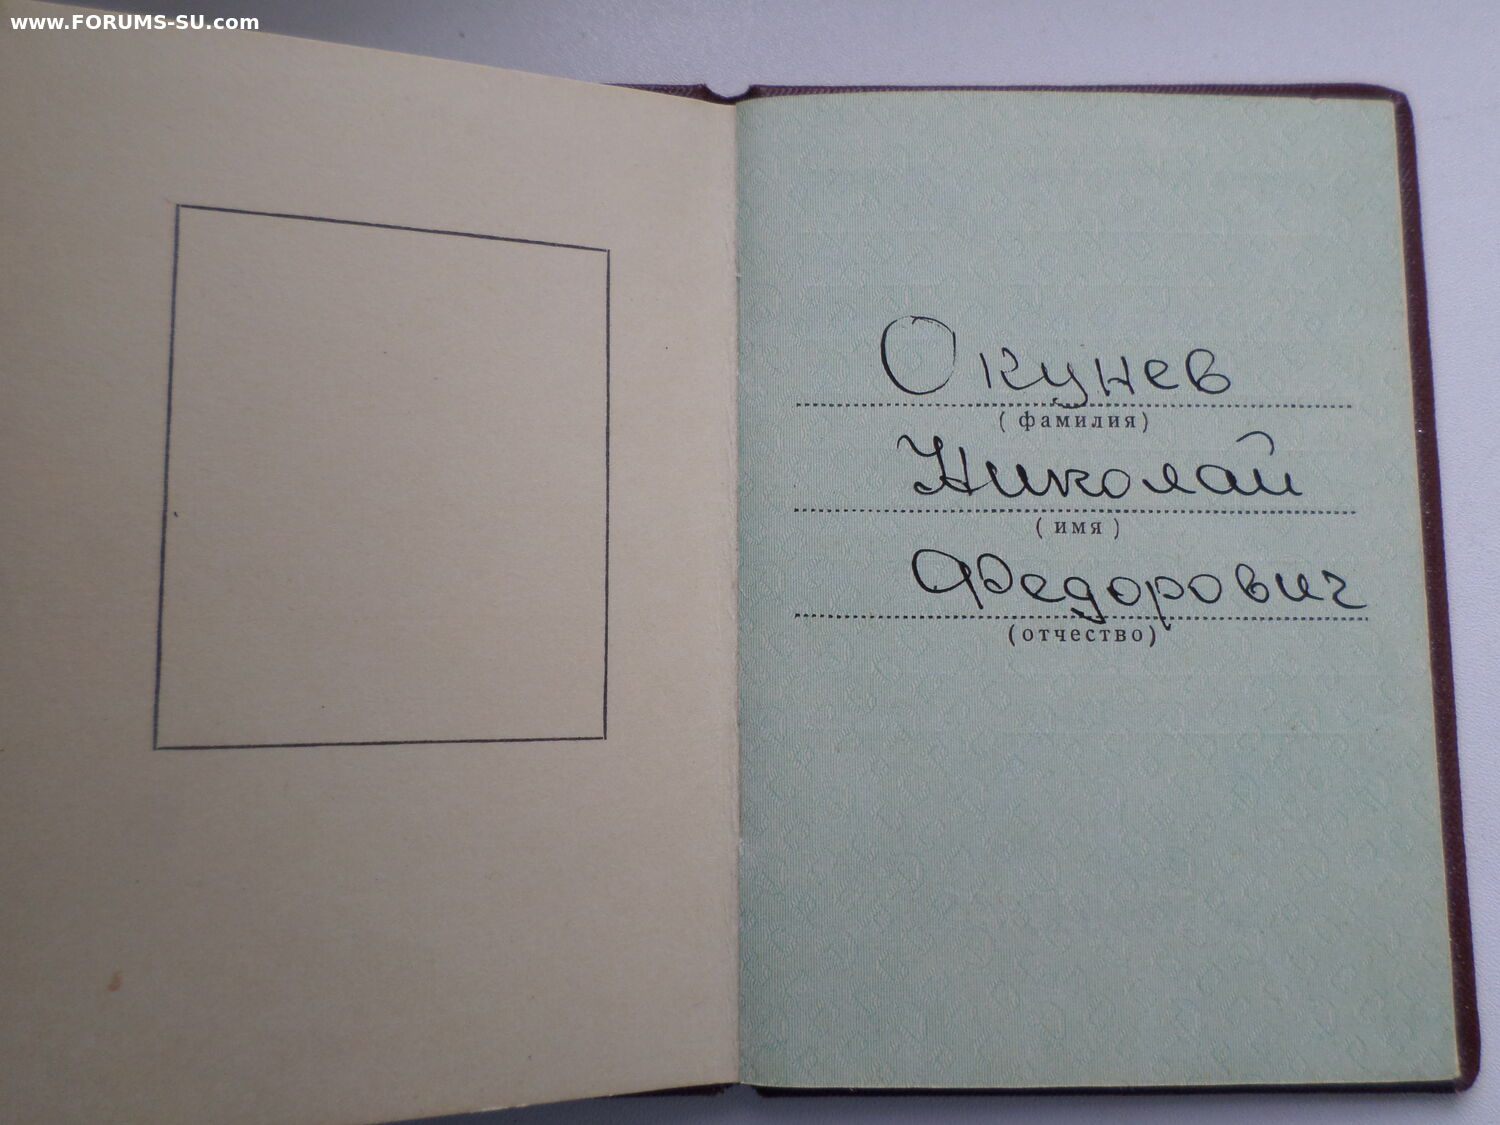 www.FORUMS-SU.com
Окунев
( фамилия)
Николай
( имя )
Федорович
(отчество)